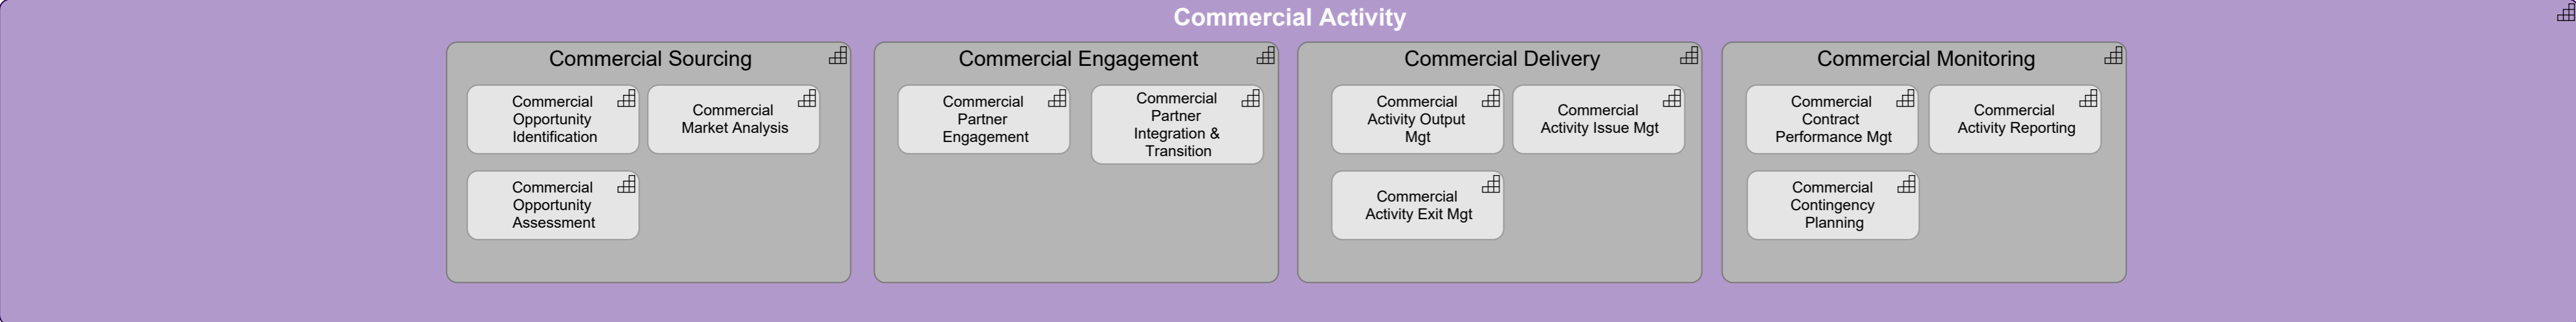 Commercial Activity
Commercial Sourcing
Commercial
Opportunity
Identification
Commercial
Market Analysis
Commercial
Opportunity
Assessment
Commercial Engagement
Commercial
Partner
Engagement
Commercial
Partner
Integration &
Transition
Commercial Delivery
Commercial
Activity Output
Mgt
Commercial
Activity Issue Mgt
Commercial
Activity Exit Mgt
Commercial Monitoring
Commercial
Contract
Performance Mgt
Commercial
Activity Reporting
Commercial
Contingency
Planning